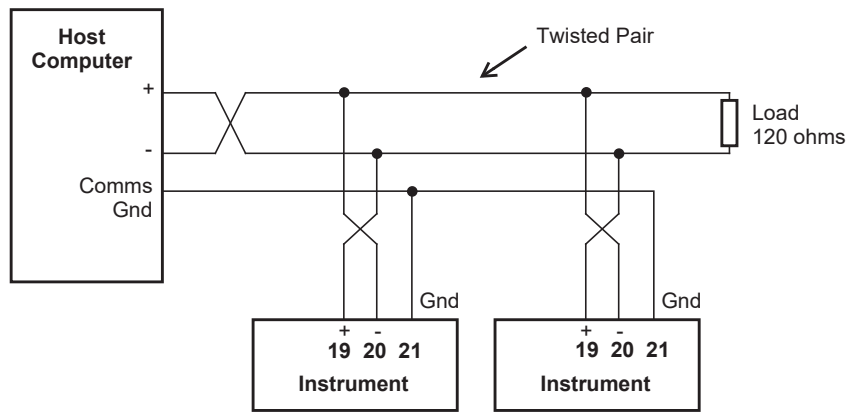 Host
Computer
Twisted Pair
+
-
Load
120 ohms
Comms
Gnd
Gnd
Gnd
+ -
19 20 21
Instrument
+ -
19 20 21
Instrument